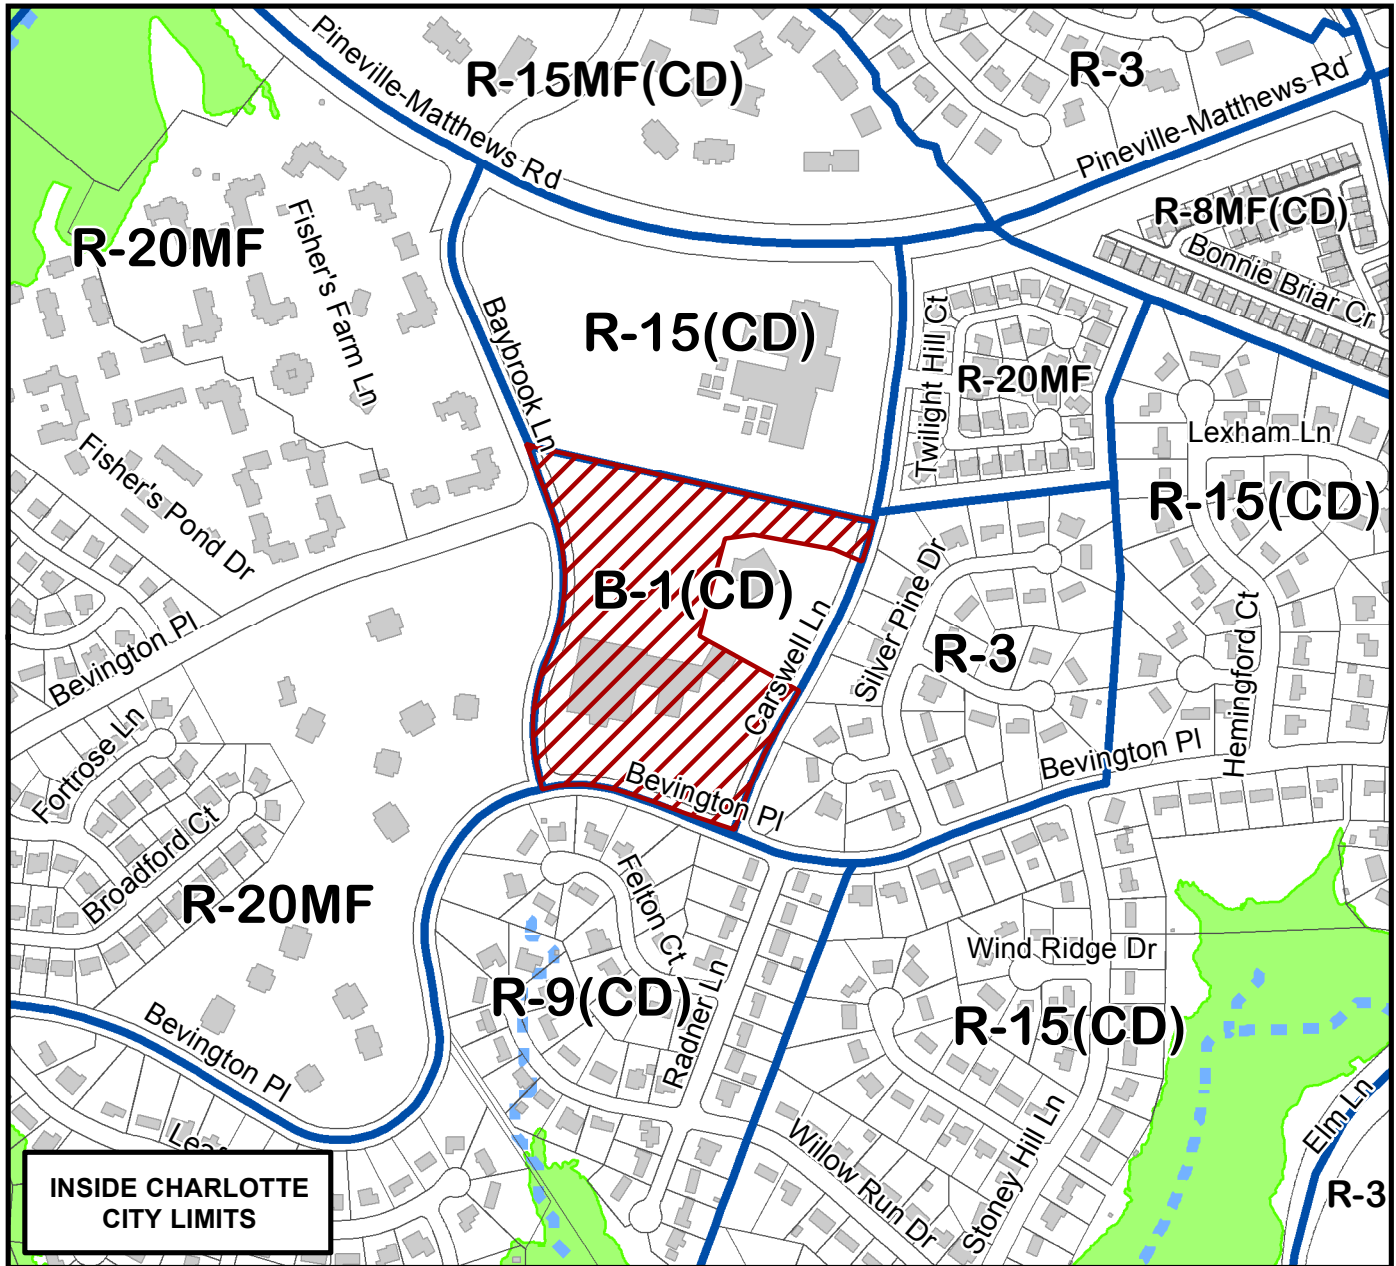 Pineville-Matthews Rd
R-15MF(CD)
R-3
Pineville-Matthews Rd
R-8MF(CD)
Bonnie Briar Cr
R-20MF
Fisher's Farm Ln
Baybrook Ln
R-15(CD)
Twilight Hill Ct
R-20MF
Lexham Ln
R-15(CD)
Fisher's Pond Dr
B-1(CD)
Carswell Ln
Silver Pine Dr
R-3
Hemingford Ct
Bevington Pl
Bevington Pl
Fortrose Ln
Broadford Ct
Bevington Pl
R-20MF
Felton Ct
R-9(CD)
Radner Ln
Wind Ridge Dr
R-15(CD)
Bevington Pl
Willow Run Dr
Stoney Hill Ln
Elm Ln
R-3
INSIDE CHARLOTTE
CITY LIMITS